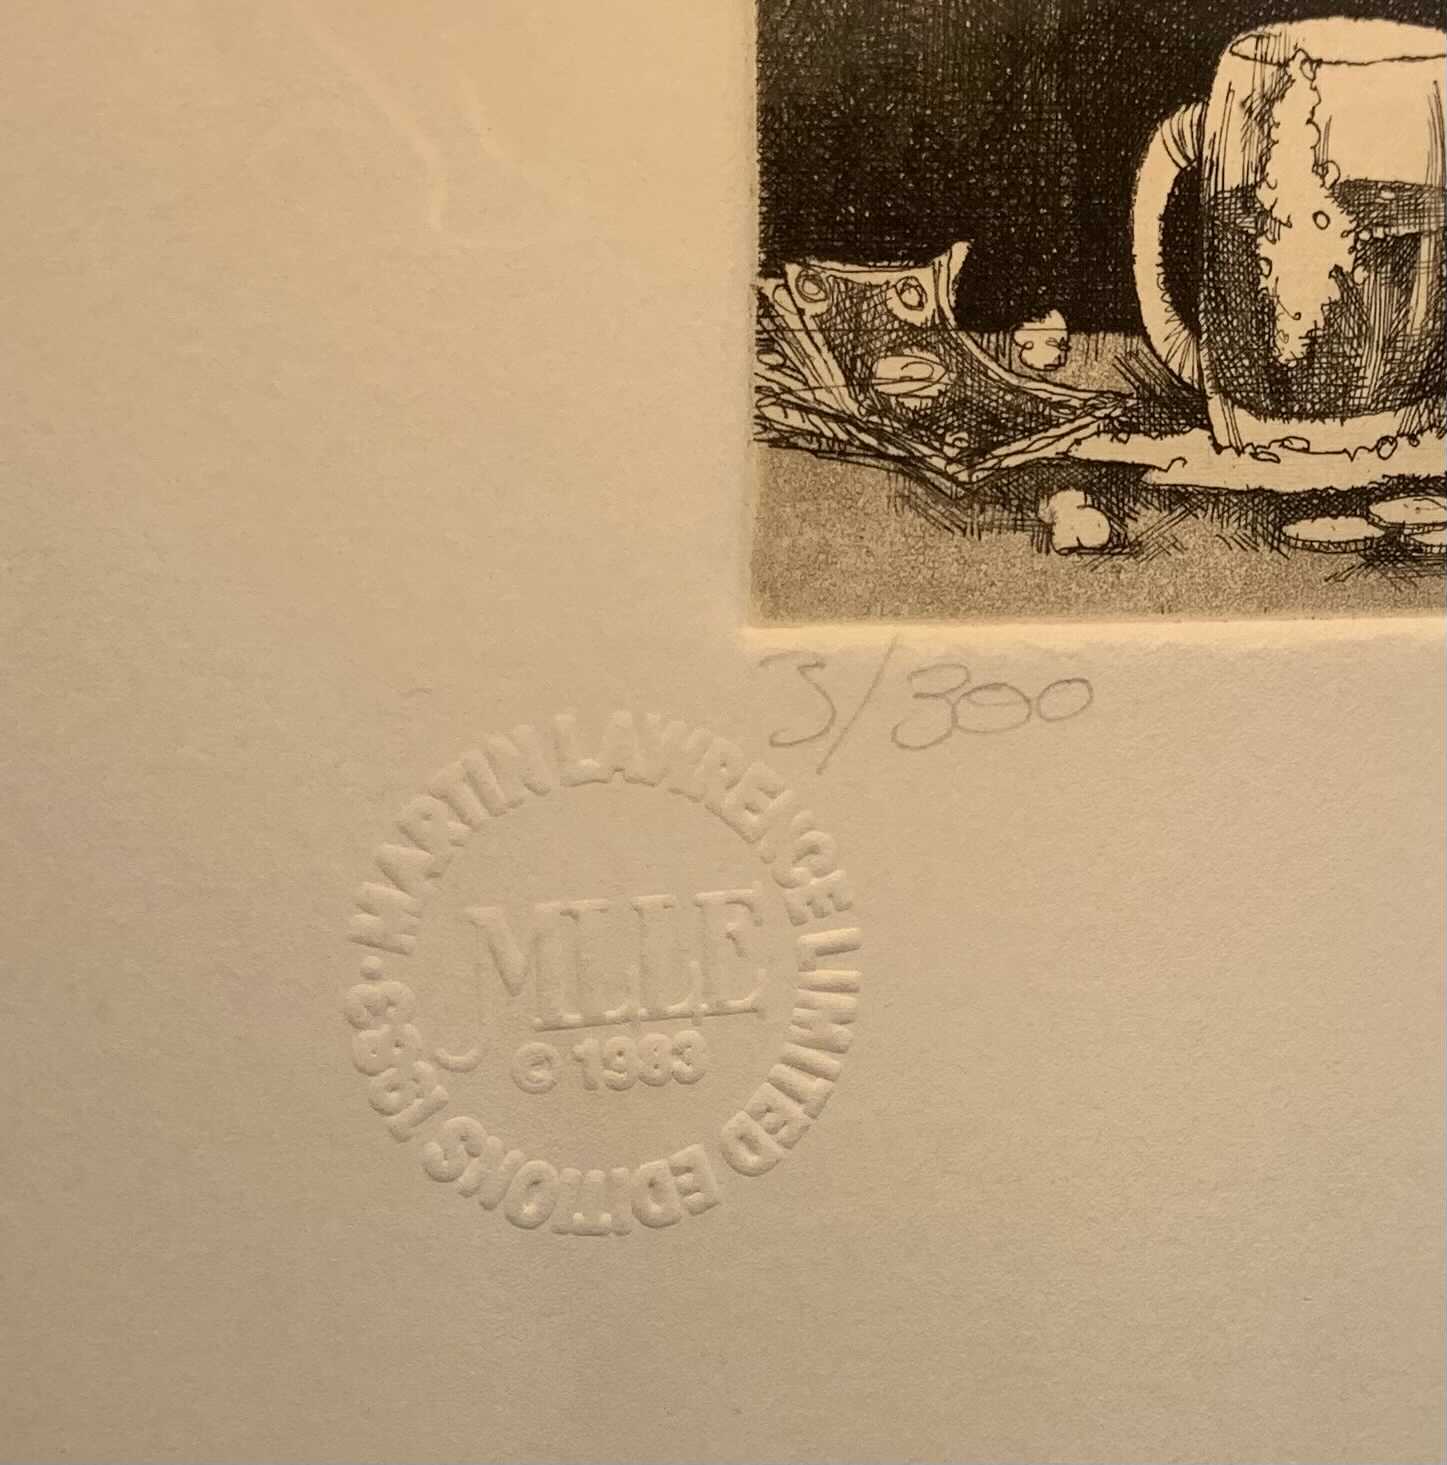 3/300
MARTIN LAWRENCE LIMITED EDITIONS 1983 •
MLLE
© 1983